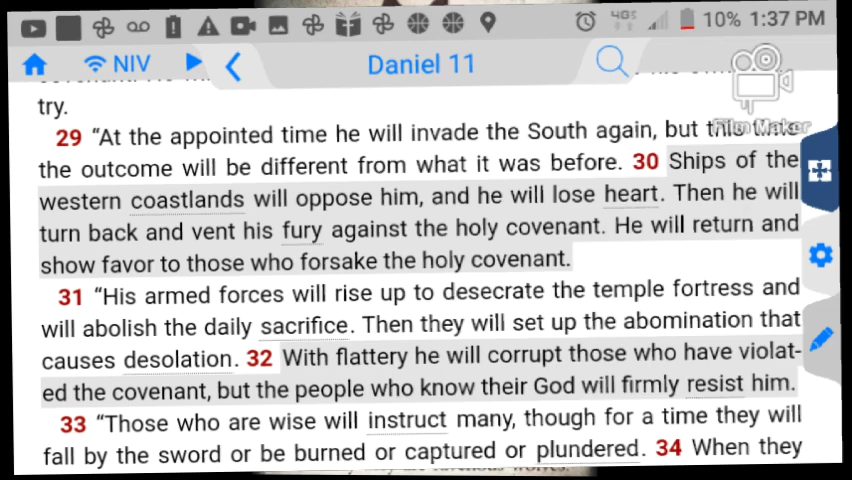 10% 1:37 PM
NIV
Daniel 11
Film Maker
try.
29 “At the appointed time he will invade the South again, but this time
the outcome will be different from what it was before. 30 Ships of the
western coastlands will oppose him, and he will lose heart. Then he will
turn back and vent his fury against the holy covenant. He will return and
show favor to those who forsake the holy covenant.
31 “His armed forces will rise up to desecrate the temple fortress and
will abolish the daily sacrifice. Then they will set up the abomination that
causes desolation. 32 With flattery he will corrupt those who have violat-
ed the covenant, but the people who know their God will firmly resist him.
33 “Those who are wise will instruct many, though for a time they will
fall by the sword or be burned or captured or plundered. 34 When they